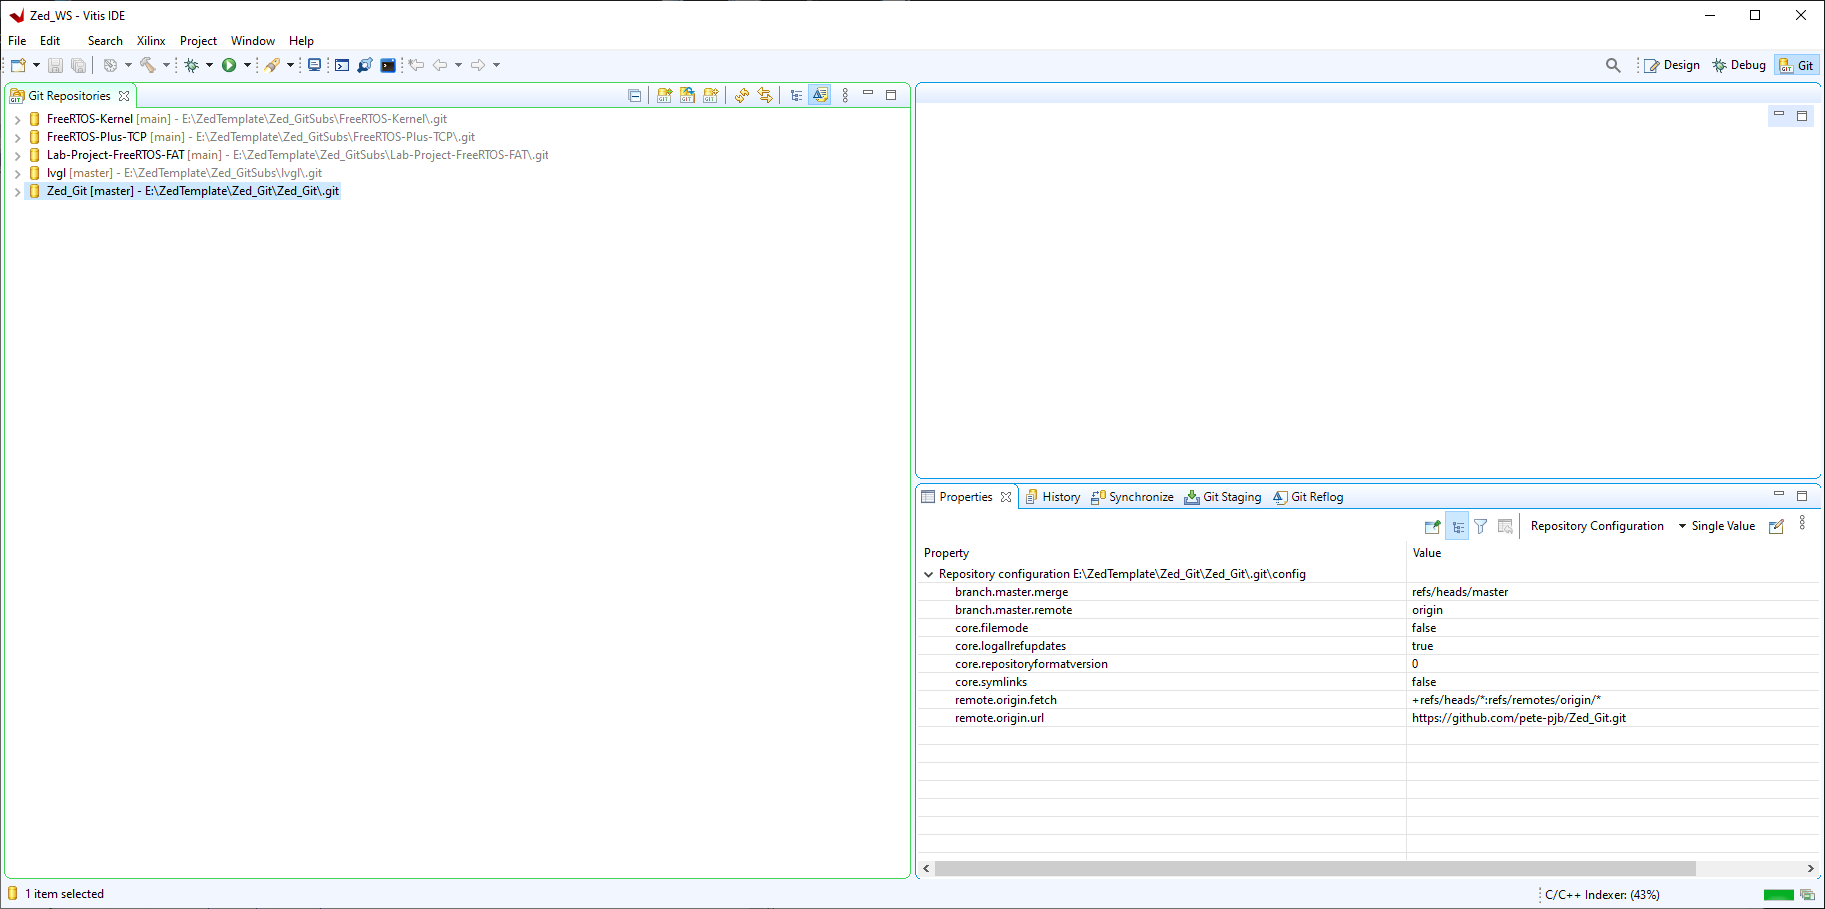 Zed_WS - Vitis IDE
File Edit Search Xilinx Project Window Help
Design Debug Git
Git Repositories
FreeRTOS-Kernel [main] - E:\ZedTemplate\Zed_GitSubs\FreeRTOS-Kernel\.git
FreeRTOS-Plus-TCP [main] - E:\ZedTemplate\Zed_GitSubs\FreeRTOS-Plus-TCP\.git
Lab-Project-FreeRTOS-FAT [main] - E:\ZedTemplate\Zed_GitSubs\Lab-Project-FreeRTOS-FAT\.git
lvgl [master] - E:\ZedTemplate\Zed_GitSubs\lvgl\.git
Zed_Git [master] - E:\ZedTemplate\Zed_Git\Zed_Git\.git
Properties History Synchronize Git Staging Git Reflog
Repository Configuration Single Value
Property Value
Repository configuration E:\ZedTemplate\Zed_Git\Zed_Git\.git\config
branch.master.merge refs/heads/master
branch.master.remote origin
core.filemode false
core.logallrefupdates true
core.repositoryformatversion 0
core.symlinks false
remote.origin.fetch +refs/heads/*:refs/remotes/origin/*
remote.origin.url https://github.com/pete-pjb/Zed_Git.git
1 item selected
C/C++ Indexer: (43%)